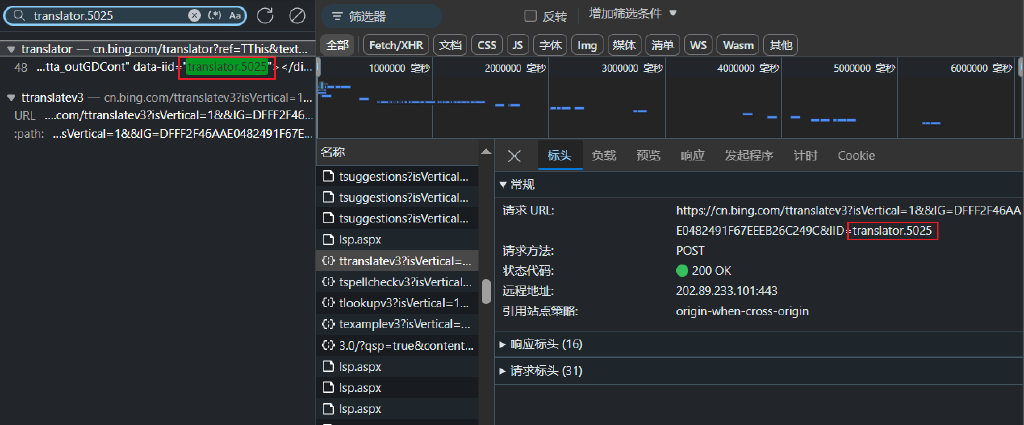 translator.5025
(.*)
Aa
translator — cn.bing.com/translator?ref=TThis&text...
48 ...tta_outGDCont" data-iid="translator.5025"></di...
ttranslatev3 — cn.bing.com/ttranslatev3?isVertical=1...
URL ....com/ttranslatev3?isVertical=1&&IG=DFFF2F46...
:path: ...sVertical=1&&IG=DFFF2F46AAE0482491F67E...
筛选器
反转
增加筛选条件
全部 Fetch/XHR 文档 CSS JS 字体 Img 媒体 清单 WS Wasm 其他
1000000 毫秒 2000000 毫秒 3000000 毫秒 4000000 毫秒 5000000 毫秒 6000000 毫秒
名称
tsuggestions?isVertical...
tsuggestions?isVertical...
tsuggestions?isVertical...
lsp.aspx
ttranslatev3?isVertical=...
tspellcheckv3?isVertical...
tlookupv3?isVertical=1...
texamplev3?isVertical=...
3.0/?qsp=true&content...
lsp.aspx
lsp.aspx
lsp.aspx
标头 负载 预览 响应 发起程序 计时 Cookie
常规
请求 URL: https://cn.bing.com/ttranslatev3?isVertical=1&&IG=DFFF2F46AA
E0482491F67EEEB26C249C&IID=translator.5025
请求方法: POST
状态代码: 200 OK
远程地址: 202.89.233.101:443
引用站点策略: origin-when-cross-origin
响应标头 (16)
请求标头 (31)